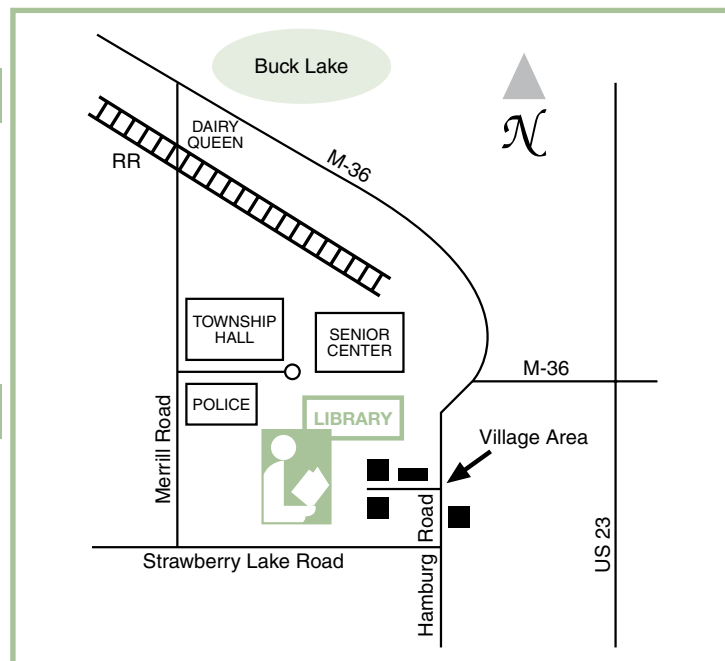 Buck Lake
DAIRY
QUEEN
M-36
RR
N
TOWNSHIP
HALL
SENIOR
CENTER
M-36
POLICE
LIBRARY
Merrill Road
Village Area
Strawberry Lake Road
Hamburg Road
US 23